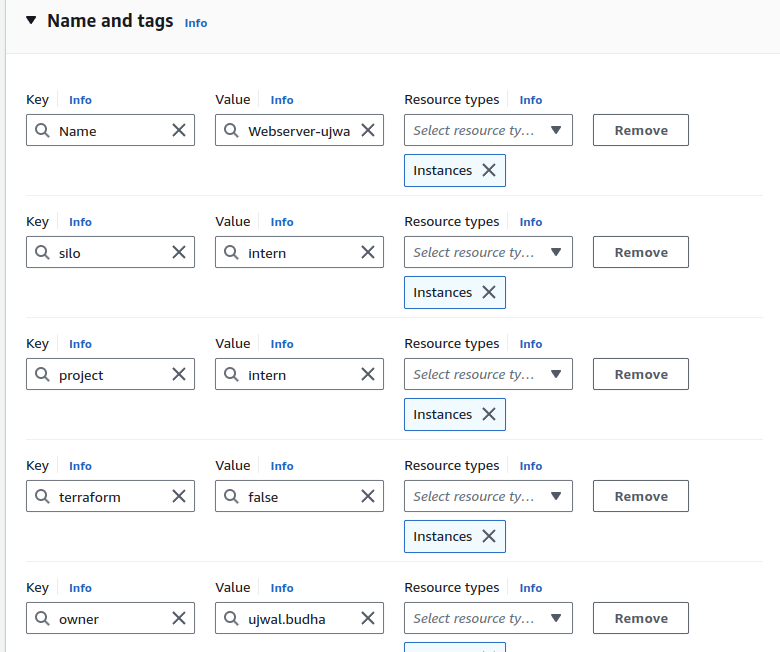 Name and tags Info
Key Info Value Info Resource types Info
Name Webserver-ujwa Select resource ty... Remove
Instances
Key Info Value Info Resource types Info
silo intern Select resource ty... Remove
Instances
Key Info Value Info Resource types Info
project intern Select resource ty... Remove
Instances
Key Info Value Info Resource types Info
terraform false Select resource ty... Remove
Instances
Key Info Value Info Resource types Info
owner ujwal.budha Select resource ty... Remove